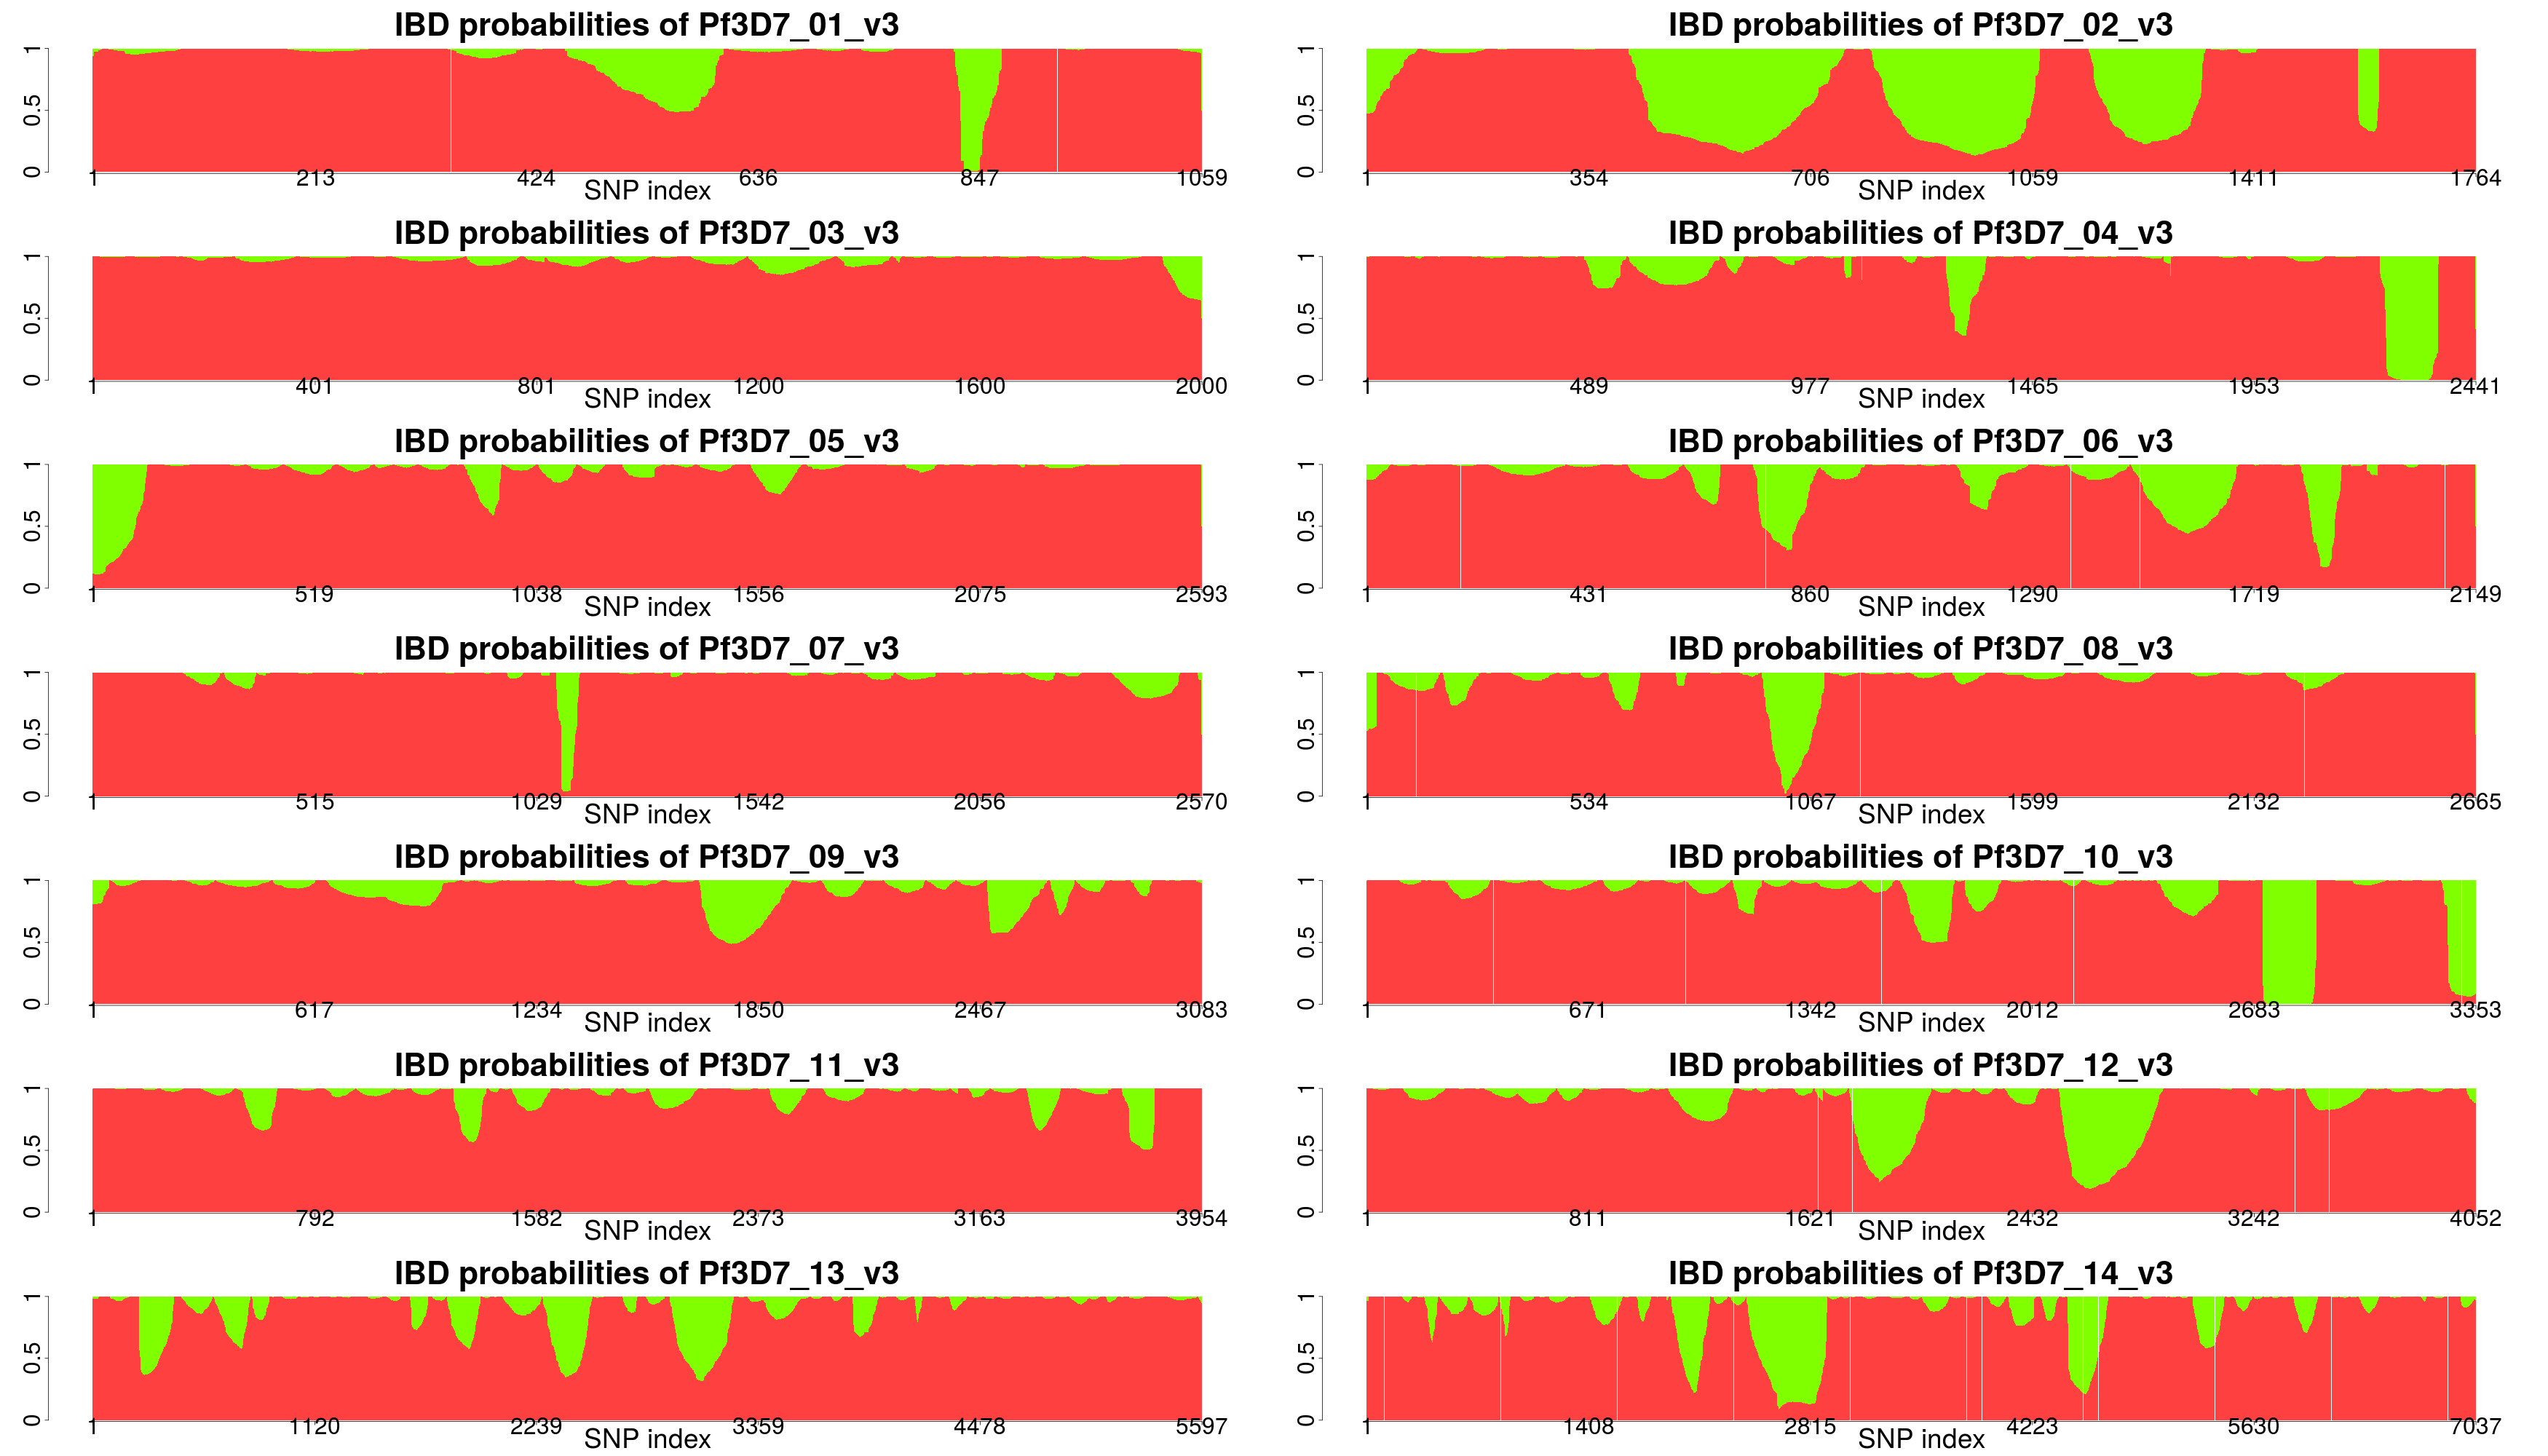 IBD probabilities of Pf3D7_01_v3
0 0.5 1
1 213 424 636 847 1059
SNP index
IBD probabilities of Pf3D7_02_v3
0 0.5 1
1 354 706 1059 1411 1764
SNP index
IBD probabilities of Pf3D7_03_v3
0 0.5 1
1 401 801 1200 1600 2000
SNP index
IBD probabilities of Pf3D7_04_v3
0 0.5 1
1 489 977 1465 1953 2441
SNP index
IBD probabilities of Pf3D7_05_v3
0 0.5 1
1 519 1038 1556 2075 2593
SNP index
IBD probabilities of Pf3D7_06_v3
0 0.5 1
1 431 860 1290 1719 2149
SNP index
IBD probabilities of Pf3D7_07_v3
0 0.5 1
1 515 1029 1542 2056 2570
SNP index
IBD probabilities of Pf3D7_08_v3
0 0.5 1
1 534 1067 1599 2132 2665
SNP index
IBD probabilities of Pf3D7_09_v3
0 0.5 1
1 617 1234 1850 2467 3083
SNP index
IBD probabilities of Pf3D7_10_v3
0 0.5 1
1 671 1342 2012 2683 3353
SNP index
IBD probabilities of Pf3D7_11_v3
0 0.5 1
1 792 1582 2373 3163 3954
SNP index
IBD probabilities of Pf3D7_12_v3
0 0.5 1
1 811 1621 2432 3242 4052
SNP index
IBD probabilities of Pf3D7_13_v3
0 0.5 1
1 1120 2239 3359 4478 5597
SNP index
IBD probabilities of Pf3D7_14_v3
0 0.5 1
1 1408 2815 4223 5630 7037
SNP index